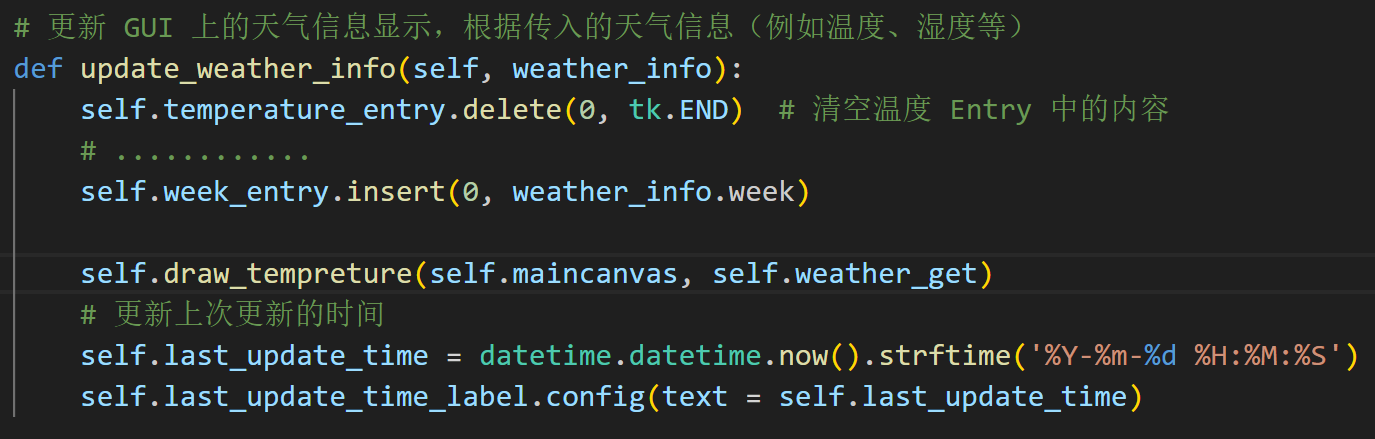 # 更新 GUI 上的天气信息显示，根据传入的天气信息（例如温度、湿度等）
def update_weather_info(self, weather_info):
    self.temperature_entry.delete(0, tk.END)  # 清空温度 Entry 中的内容
    # ............
    self.week_entry.insert(0, weather_info.week)
    self.draw_tempreture(self.maincanvas, self.weather_get)
    # 更新上次更新的时间
    self.last_update_time = datetime.datetime.now().strftime('%Y-%m-%d %H:%M:%S')
    self.last_update_time_label.config(text = self.last_update_time)